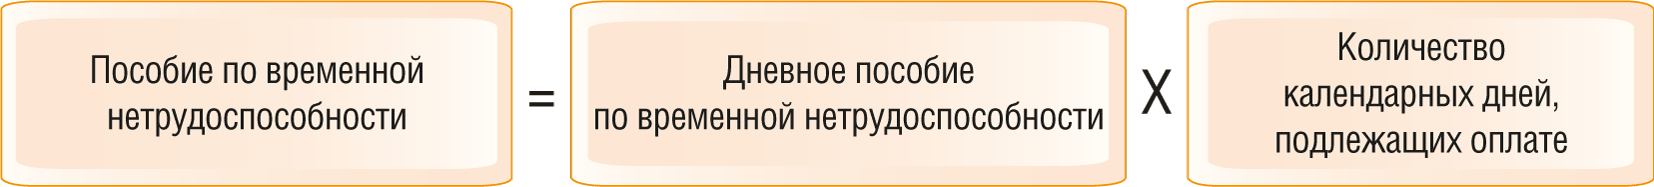 Пособие по временной
нетрудоспособности
=
Дневное пособие
по временной нетрудоспособности
X
Количество
календарных дней,
подлежащих оплате